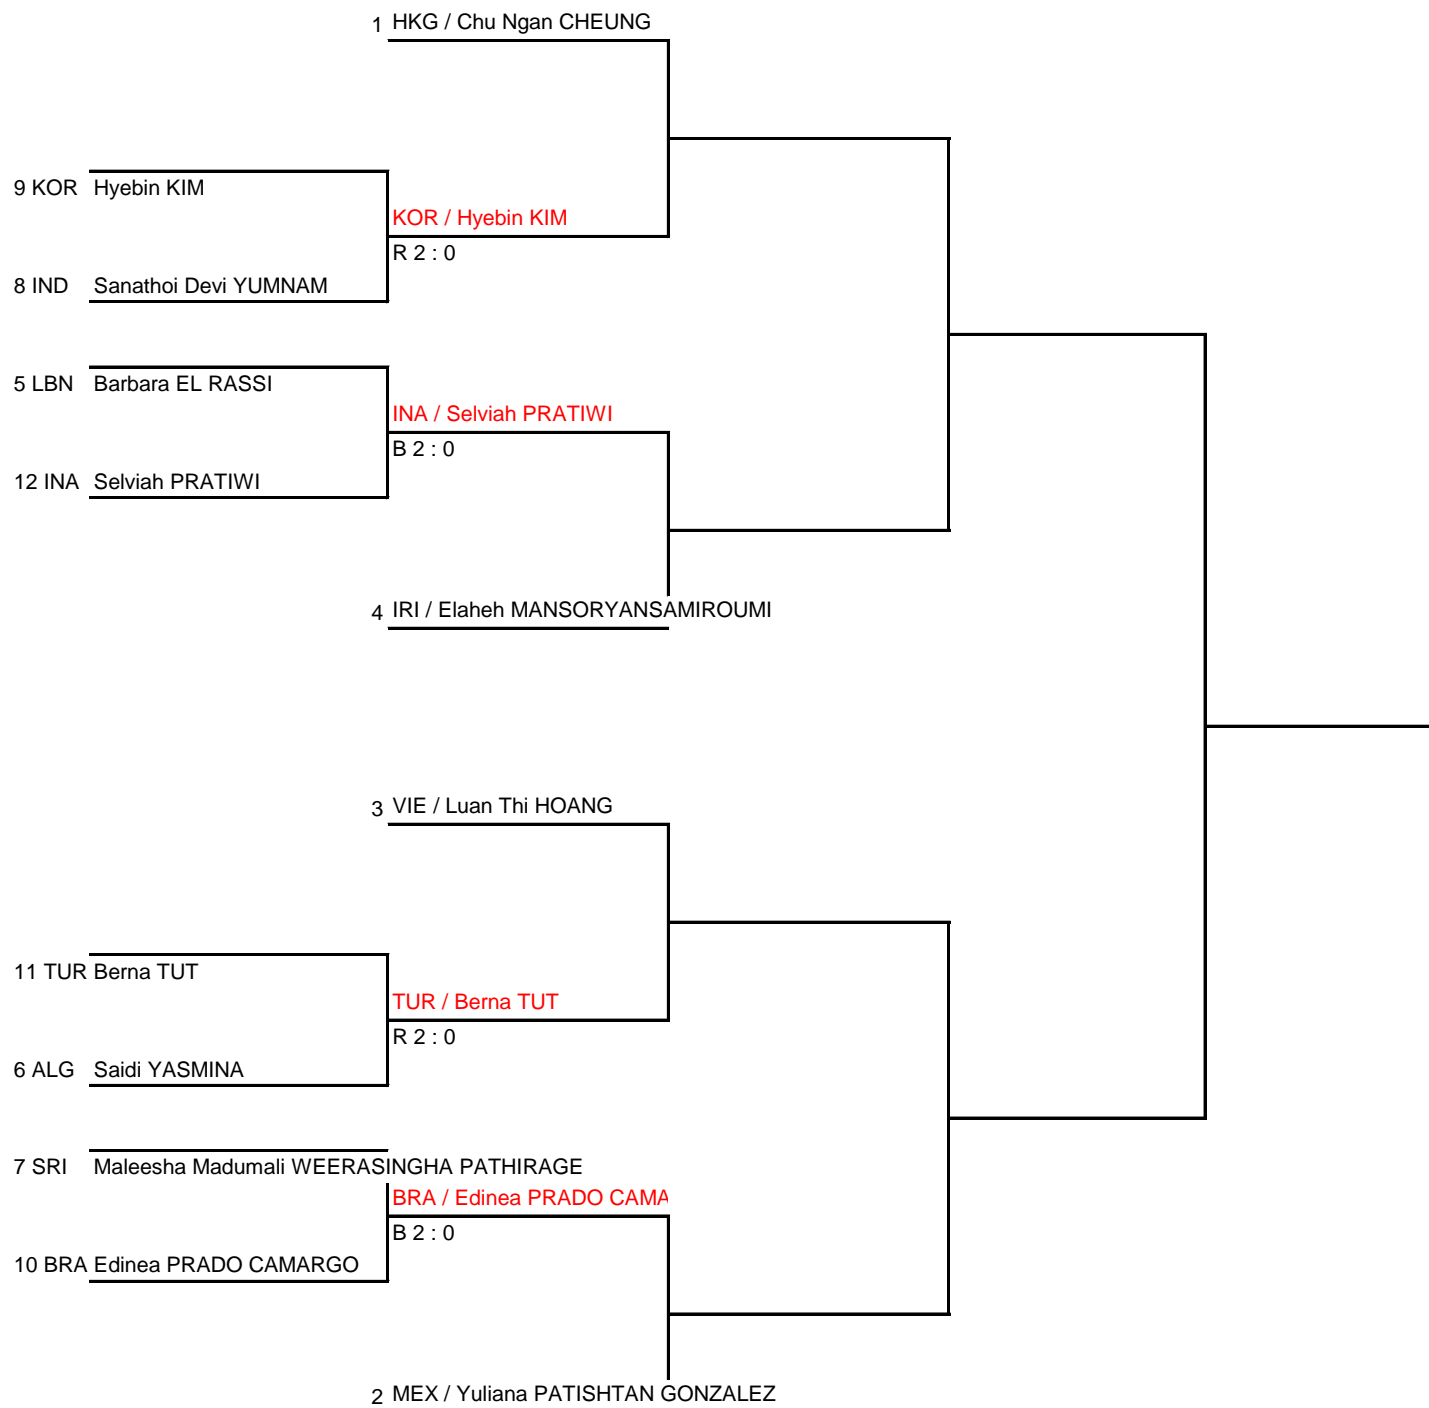 1 HKG / Chu Ngan CHEUNG
9 KOR Hyebin KIM
KOR / Hyebin KIM
R 2 : 0
8 IND Sanathoi Devi YUMNAM
5 LBN Barbara EL RASSI
INA / Selviah PRATIWI
B 2 : 0
12 INA Selviah PRATIWI
4 IRI / Elaheh MANSORYANSAMIROUMI
3 VIE / Luan Thi HOANG
11 TUR Berna TUT
TUR / Berna TUT
R 2 : 0
6 ALG Saidi YASMINA
7 SRI Maleesha Madumali WEERASINGHA PATHIRAGE
BRA / Edinea PRADO CAMA
B 2 : 0
10 BRA Edinea PRADO CAMARGO
2 MEX / Yuliana PATISHTAN GONZALEZ